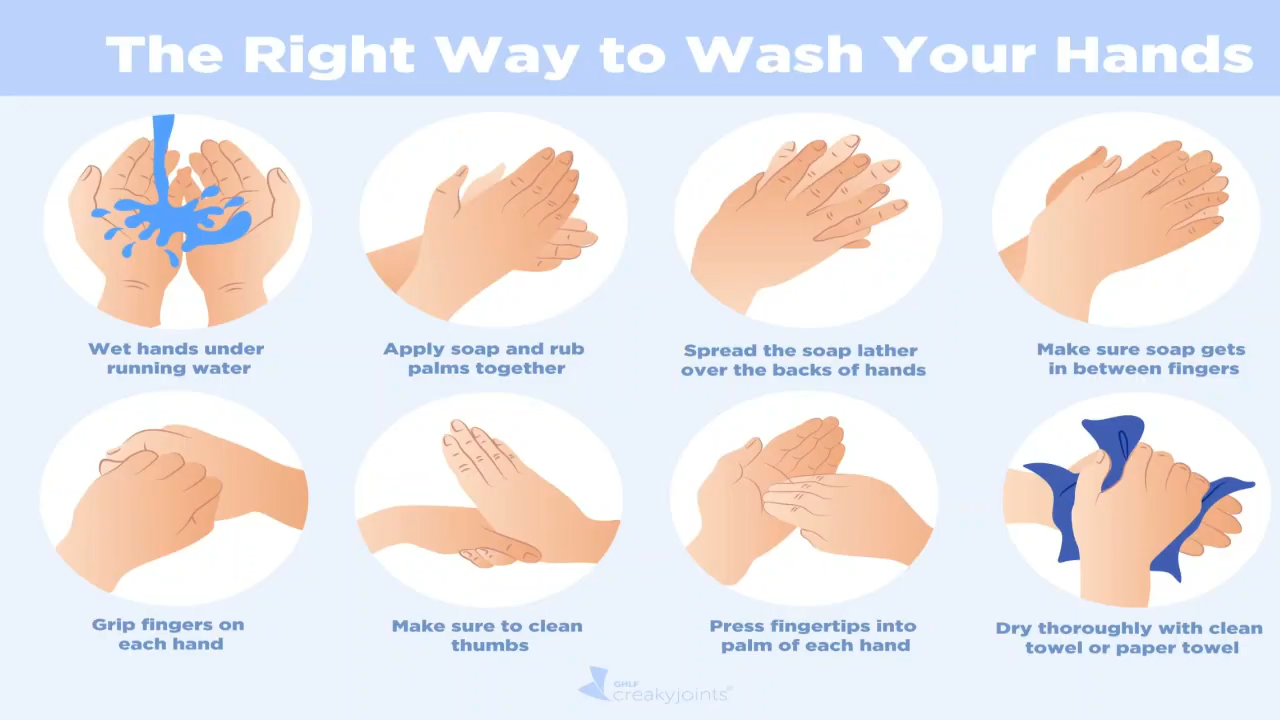 The Right Way to Wash Your Hands
Wet hands under
running water
Apply soap and rub
palms together
Spread the soap lather
over the backs of hands
Make sure soap gets
in between fingers
Grip fingers on
each hand
Make sure to clean
thumbs
Press fingertips into
palm of each hand
Dry thoroughly with clean
towel or paper towel
GHLF
creakyjoints®